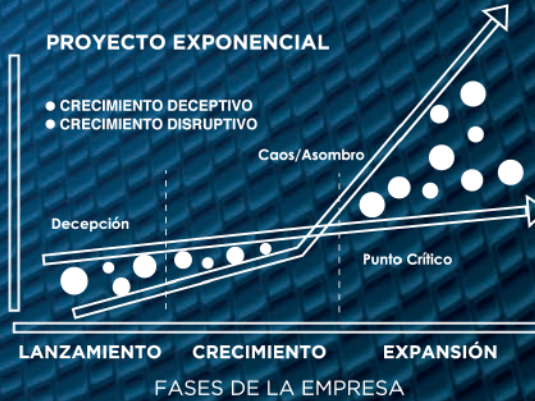 PROYECTO EXPONENCIAL
● CRECIMIENTO DECEPTIVO
● CRECIMIENTO DISRUPTIVO
Caos/Asombro
Decepción
Punto Crítico
LANZAMIENTO CRECIMIENTO EXPANSIÓN
FASES DE LA EMPRESA